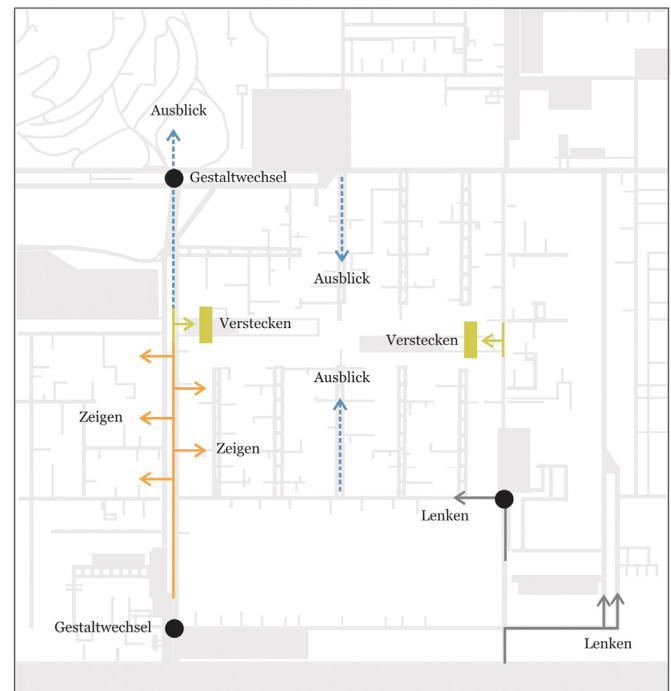 Ausblick
Gestaltwechsel
Ausblick
Verstecken
Verstecken
Ausblick
Zeigen
Zeigen
Lenken
Gestaltwechsel
Lenken